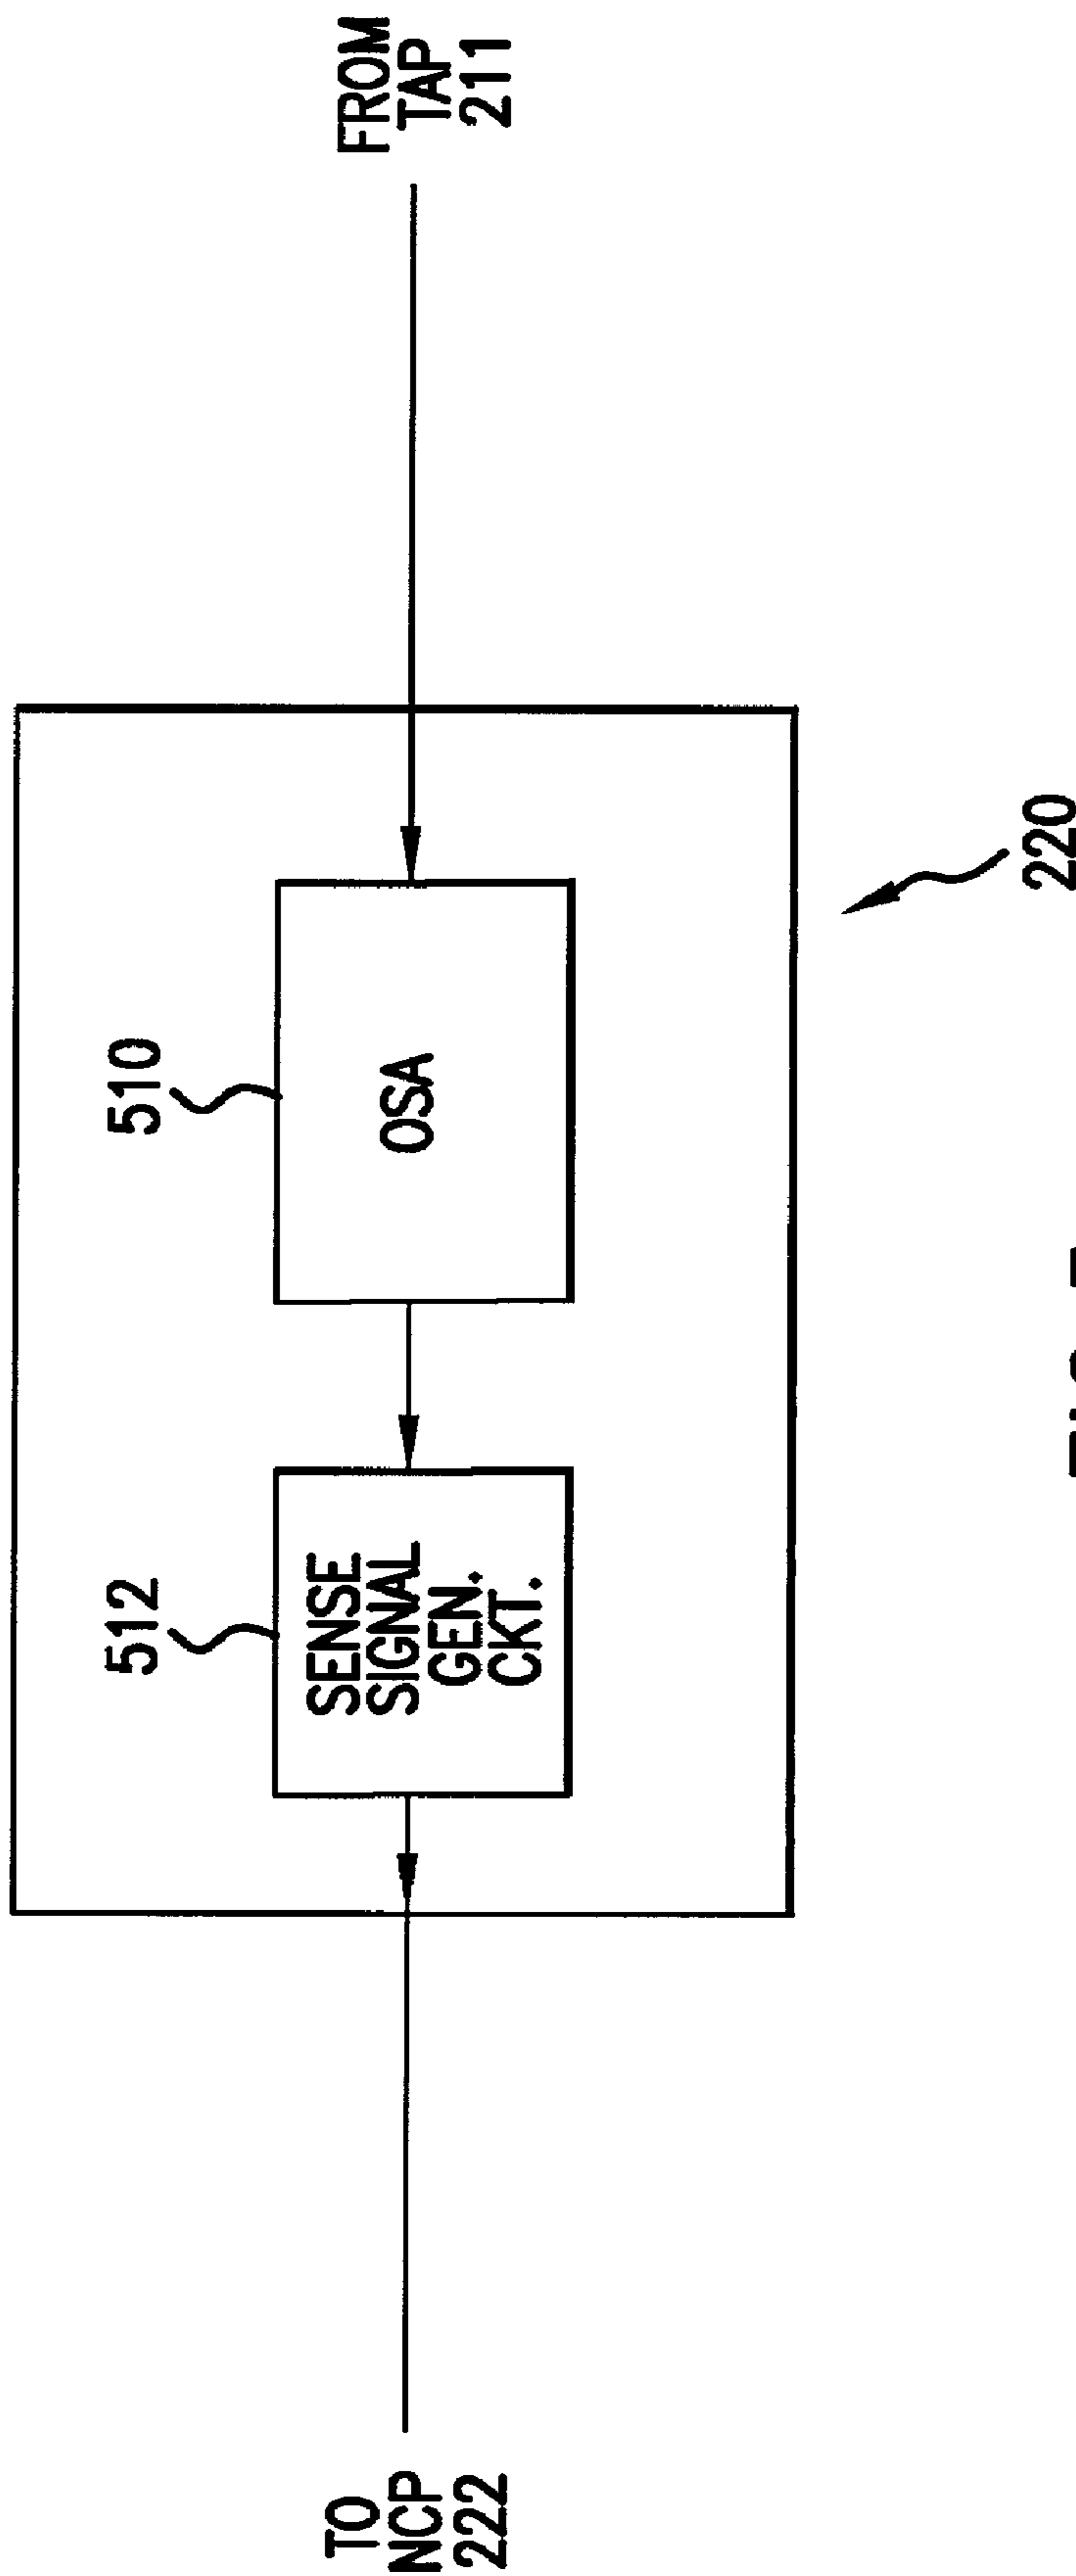 TO
NCP
222
512
SENSE
SIGNAL
GEN.
CKT.
510
OSA
FROM
TAP
211
220